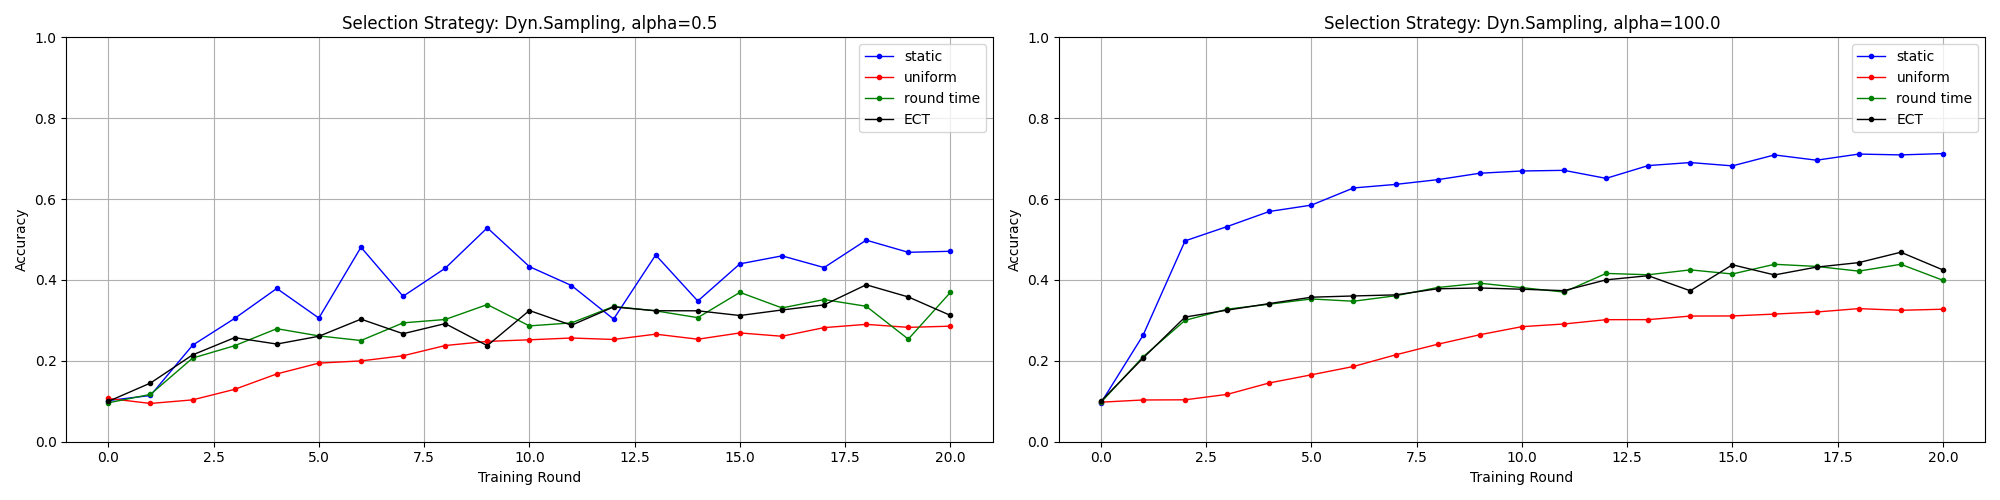 Selection Strategy: Dyn.Sampling, alpha=0.5
1.0
0.8
0.6
0.4
0.2
0.0
Accuracy
static
uniform
round time
ECT
0.0 2.5 5.0 7.5 10.0 12.5 15.0 17.5 20.0
Training Round
Selection Strategy: Dyn.Sampling, alpha=100.0
1.0
0.8
0.6
0.4
0.2
0.0
Accuracy
static
uniform
round time
ECT
0.0 2.5 5.0 7.5 10.0 12.5 15.0 17.5 20.0
Training Round